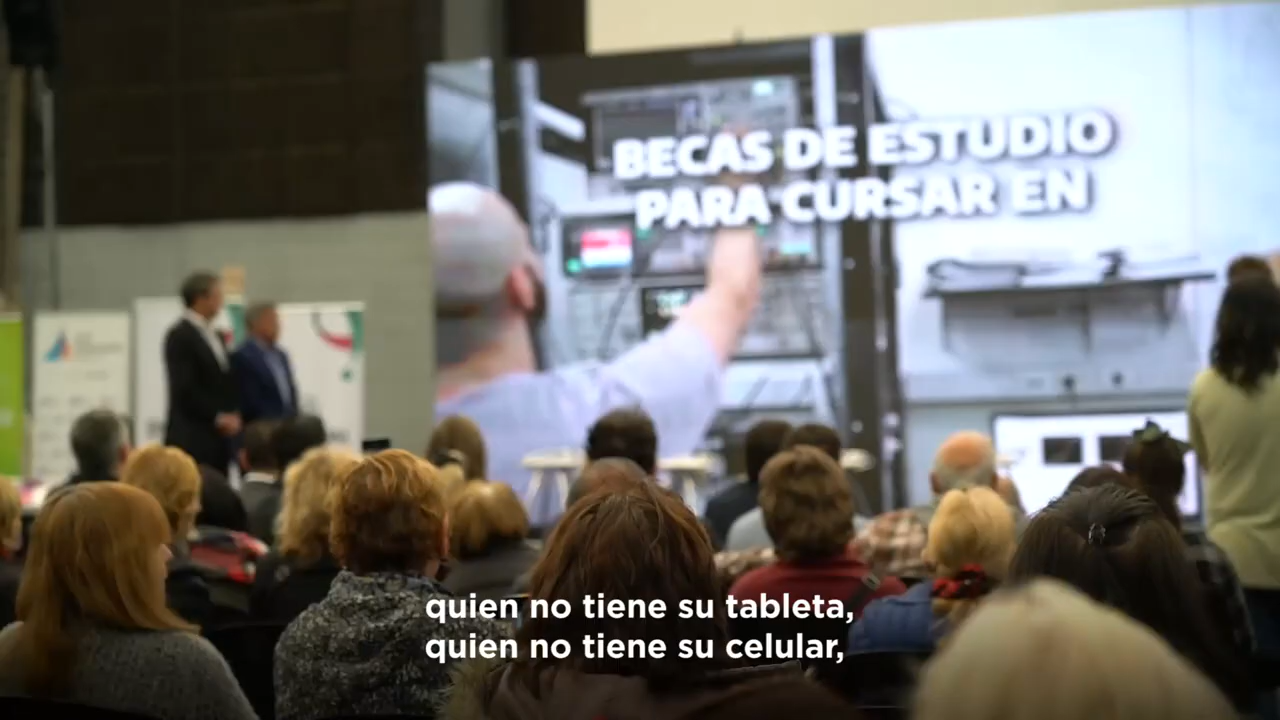 BECAS DE ESTUDIO
PARA CURSAR EN
quien no tiene su tableta,
quien no tiene su celular,